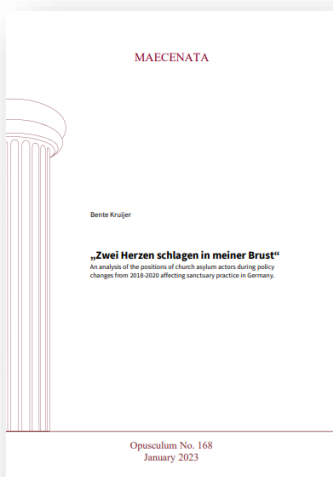 MAECENATA
Bente Kruijer
„Zwei Herzen schlagen in meiner Brust“
An analysis of the positions of church asylum actors during policy
changes from 2018-2020 affecting sanctuary practice in Germany.
Opusculum No. 168
January 2023